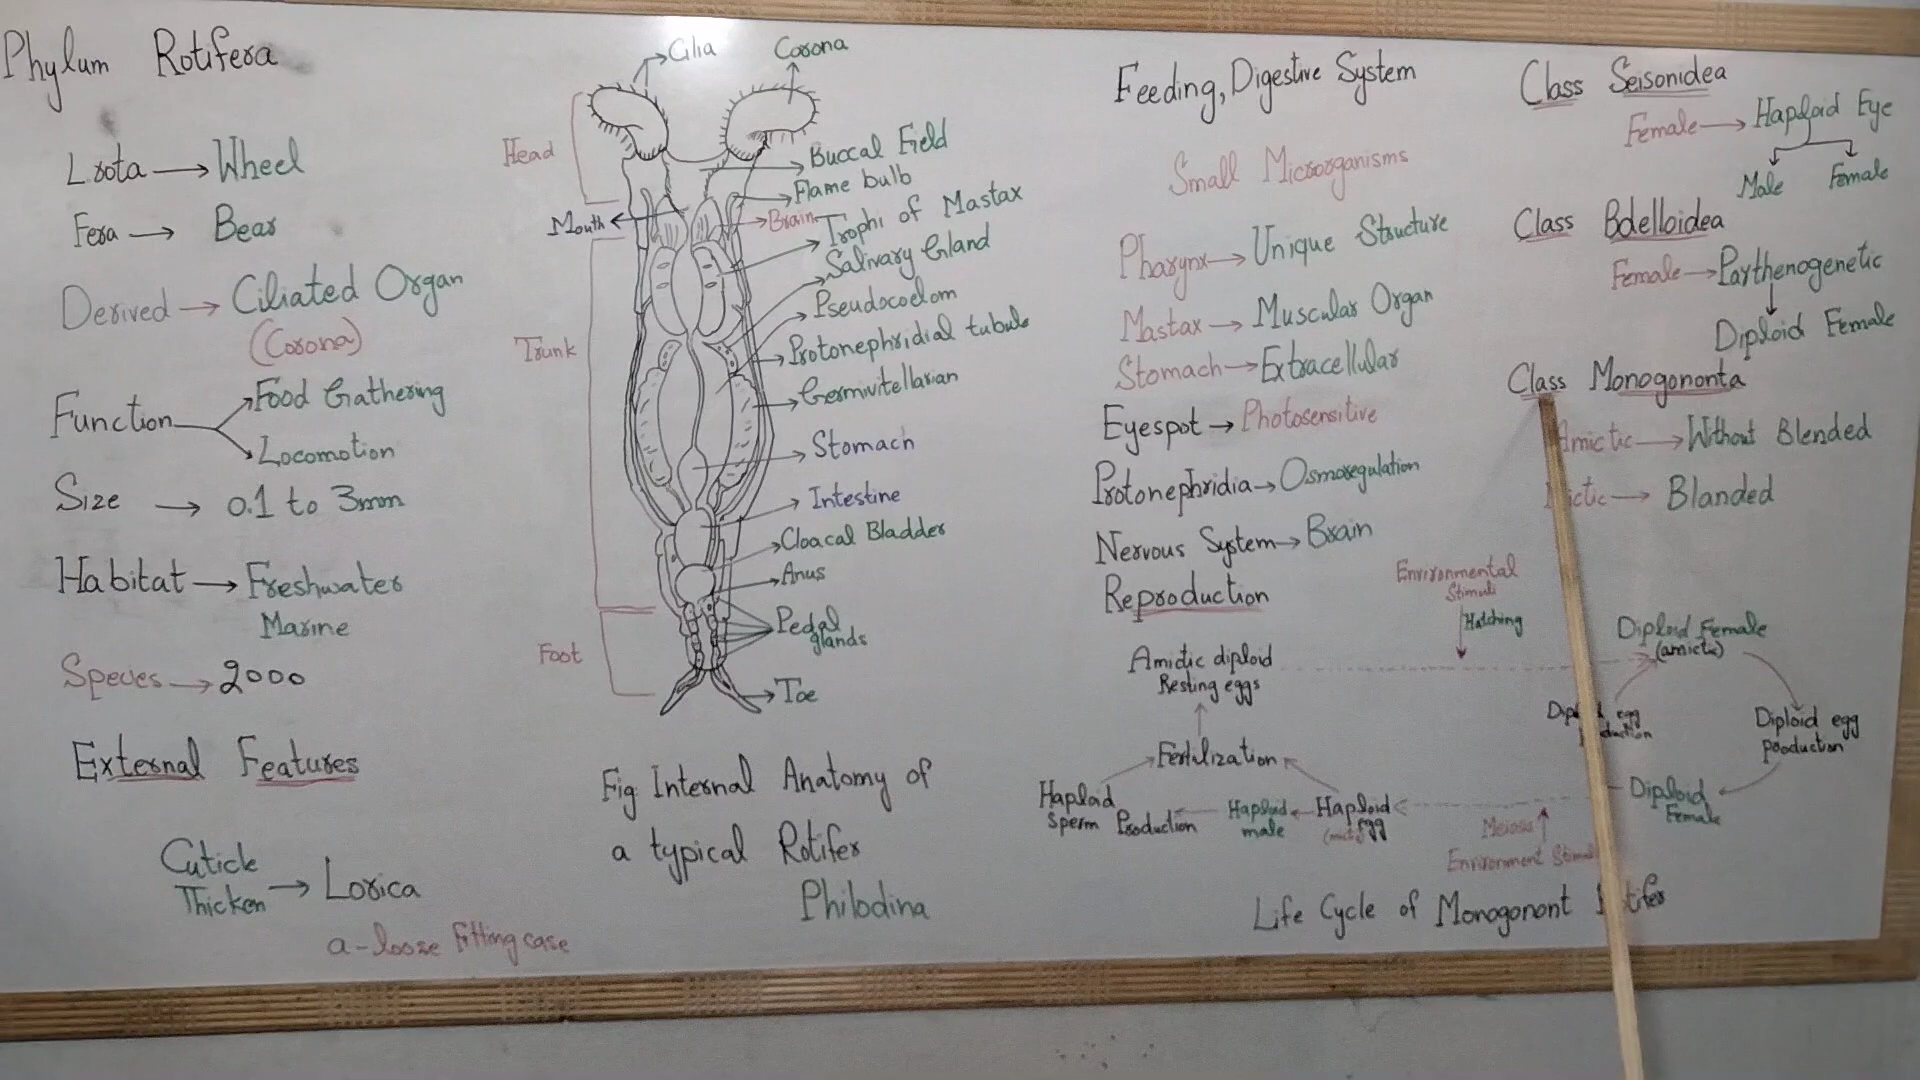 Phylum Rotifera
Lrota → Wheel
Fera → Bear
Derived → Ciliated Organ
(Corona)
Function → Food Gathering
→ Locomotion
Size → 0.1 to 3mm
Habitat → Freshwater
Marine
Species → 2000
External Features
Cuticle
Thicken → Lorica
a-loose Fitting case
Cilia
Corona
Head
Buccal Field
Flame bulb
Mouth
Brain
Trophi of Mastax
Salivary Gland
Pseudocoelom
Protonephridial tubule
Trunk
Germivitellarian
Stomach
Intestine
Cloacal Bladder
Anus
Pedal
glands
Foot
Toe
Fig Internal Anatomy of
a typical Rotifer
Philodina
Feeding, Digestive System
Small Microorganisms
Pharynx → Unique Structure
Mastax → Muscular Organ
Stomach → Extracellular
Eyespot → Photosensitive
Protonephridia → Osmoregulation
Nervous System → Brain
Reproduction
Environmental
Stimuli
Hatching
Amictic diploid
Resting eggs
Fertilization
Haploid
Sperm Production
Haploid
male
Haploid
Egg
Meiosis
Environment
Diploid Female
(amictic)
Diploid egg
production
Diploid
Female
egg
Life Cycle of Monogonont
Class Seisonidea
Female → Haploid Eye
Male Female
Class Bdelloidea
Female → Parthenogenetic
Diploid Female
Class Monogononta
Amictic → Without Blended
→ Blanded